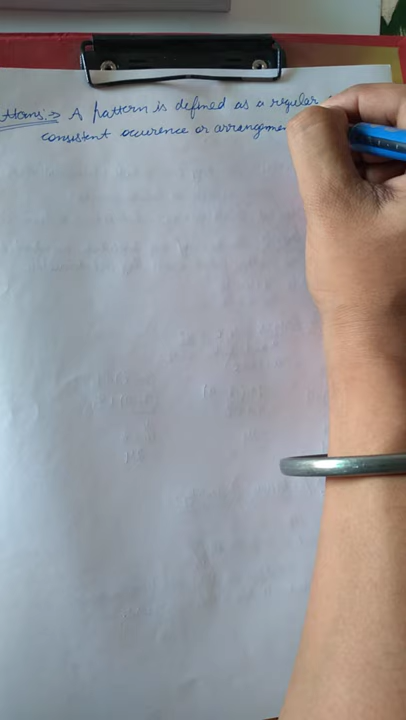 tterns :→ A pattern is defined as a regular
consistent occurence or arrangeme